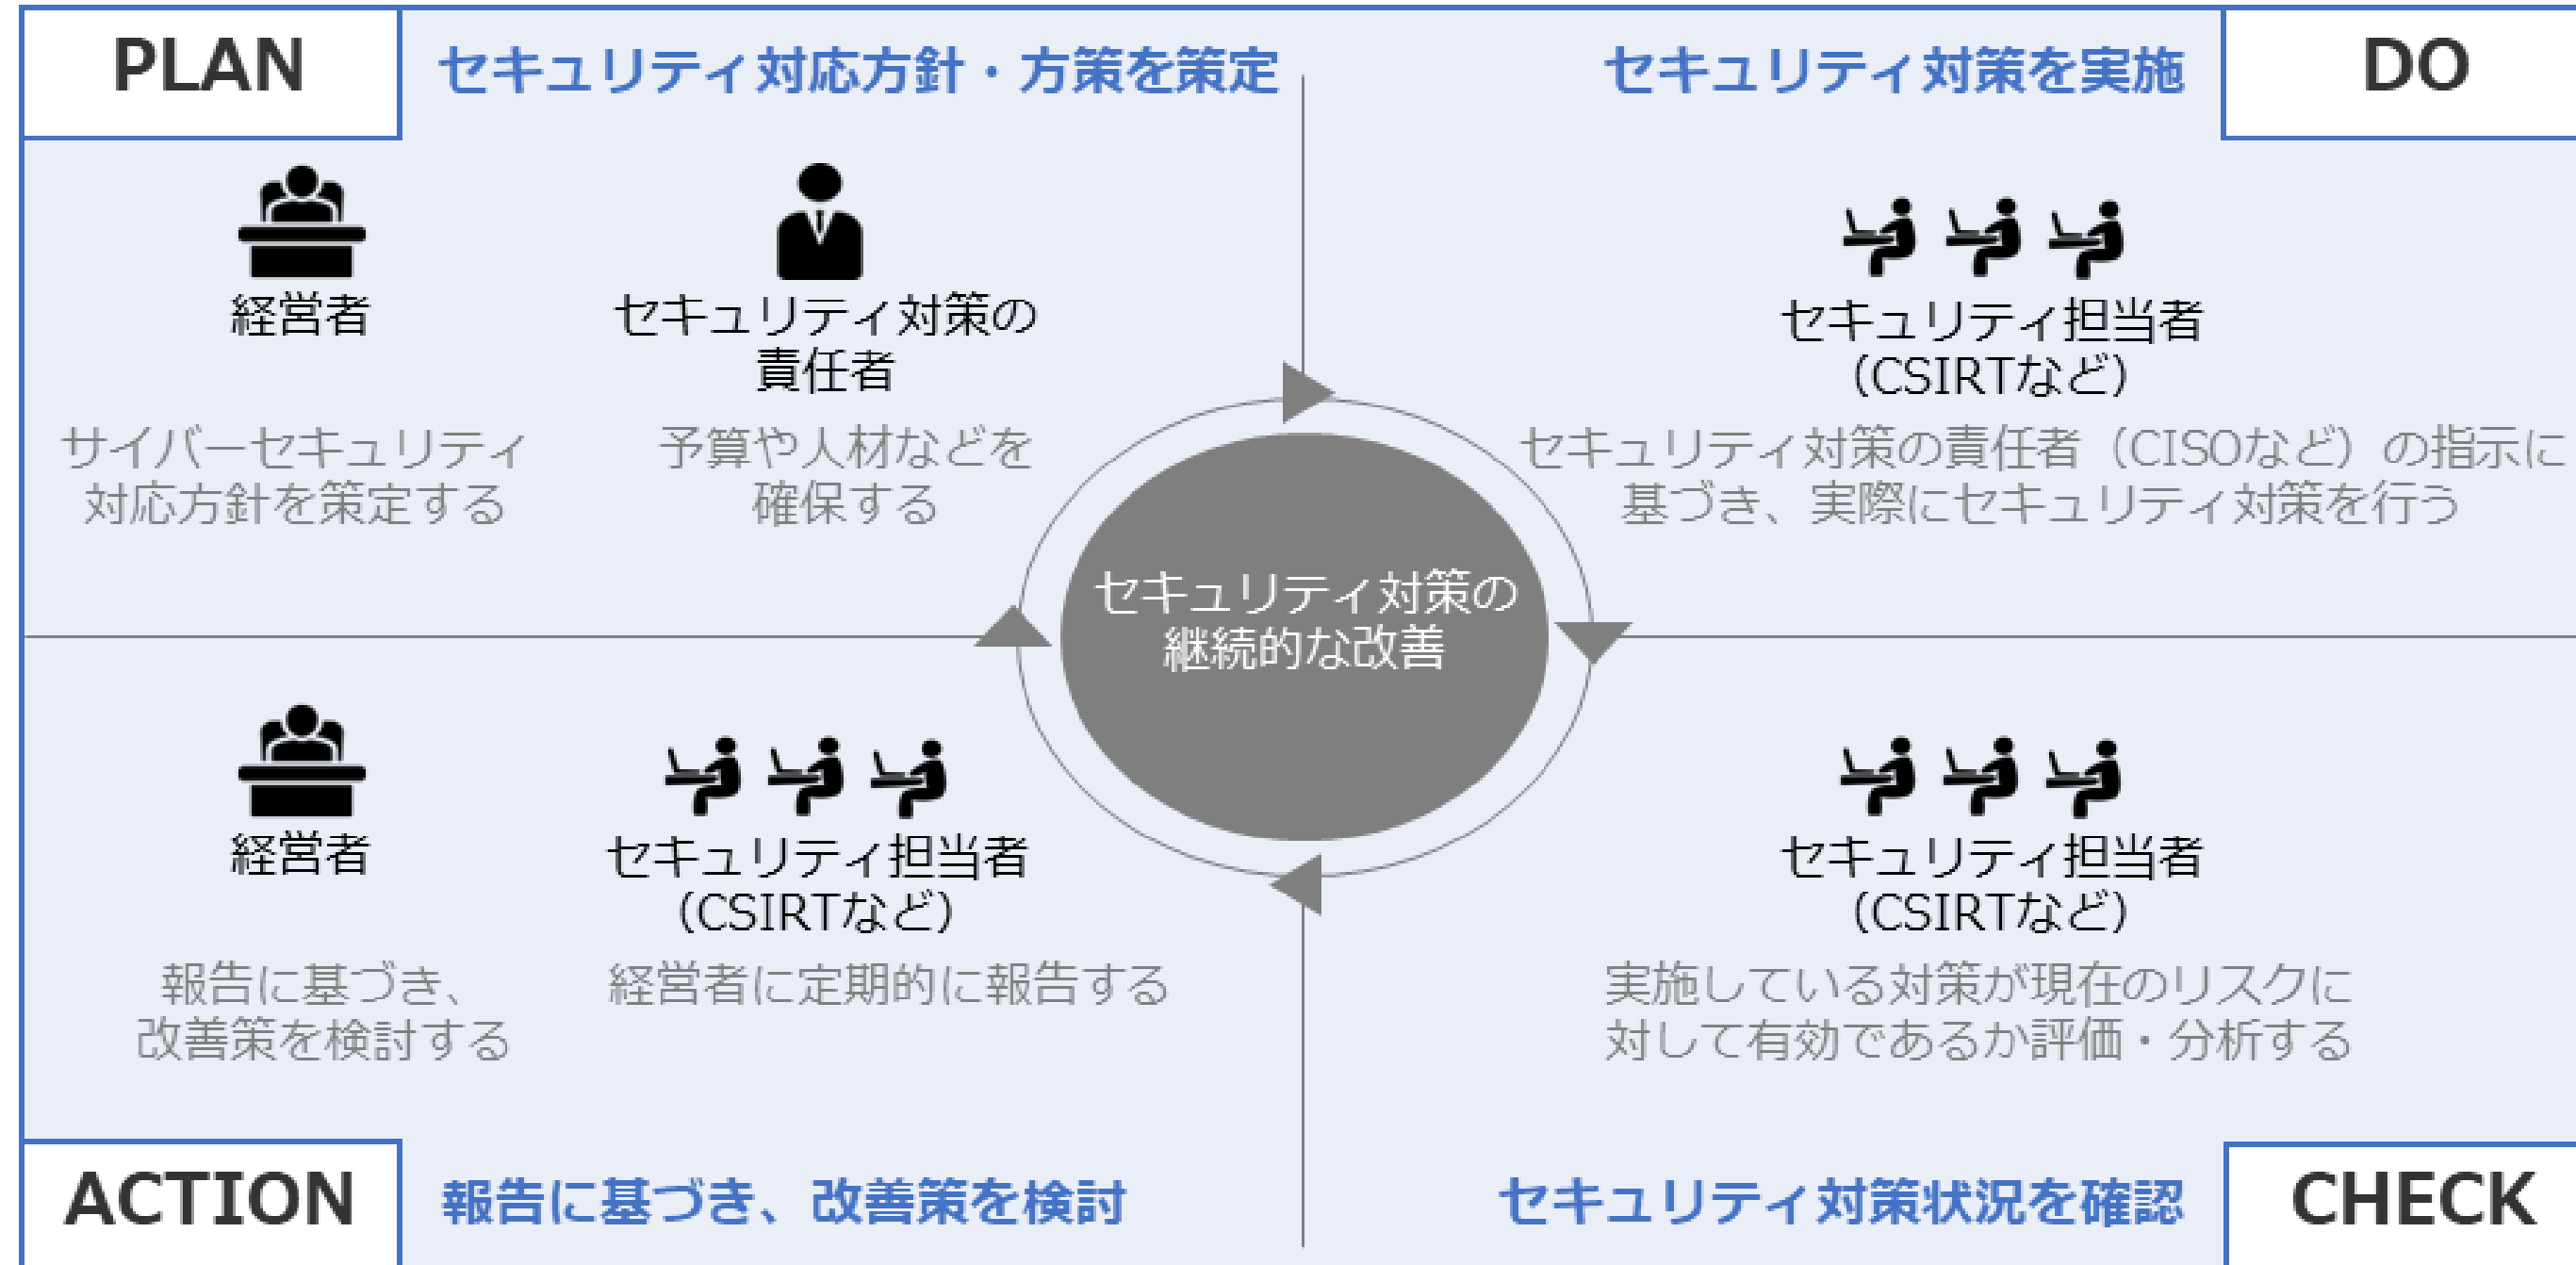 PLAN
セキュリティ対応方針・方策を策定
セキュリティ対策を実施
DO
経営者
セキュリティ対策の
責任者
サイバーセキュリティ
対応方針を策定する
予算や人材などを
確保する
セキュリティ担当者
（CSIRTなど）
セキュリティ対策の責任者（CISOなど）の指示に
基づき、実際にセキュリティ対策を行う
セキュリティ対策の
継続的な改善
経営者
報告に基づき、
改善策を検討する
セキュリティ担当者
（CSIRTなど）
経営者に定期的に報告する
セキュリティ担当者
（CSIRTなど）
実施している対策が現在のリスクに
対して有効であるか評価・分析する
ACTION
報告に基づき、改善策を検討
セキュリティ対策状況を確認
CHECK